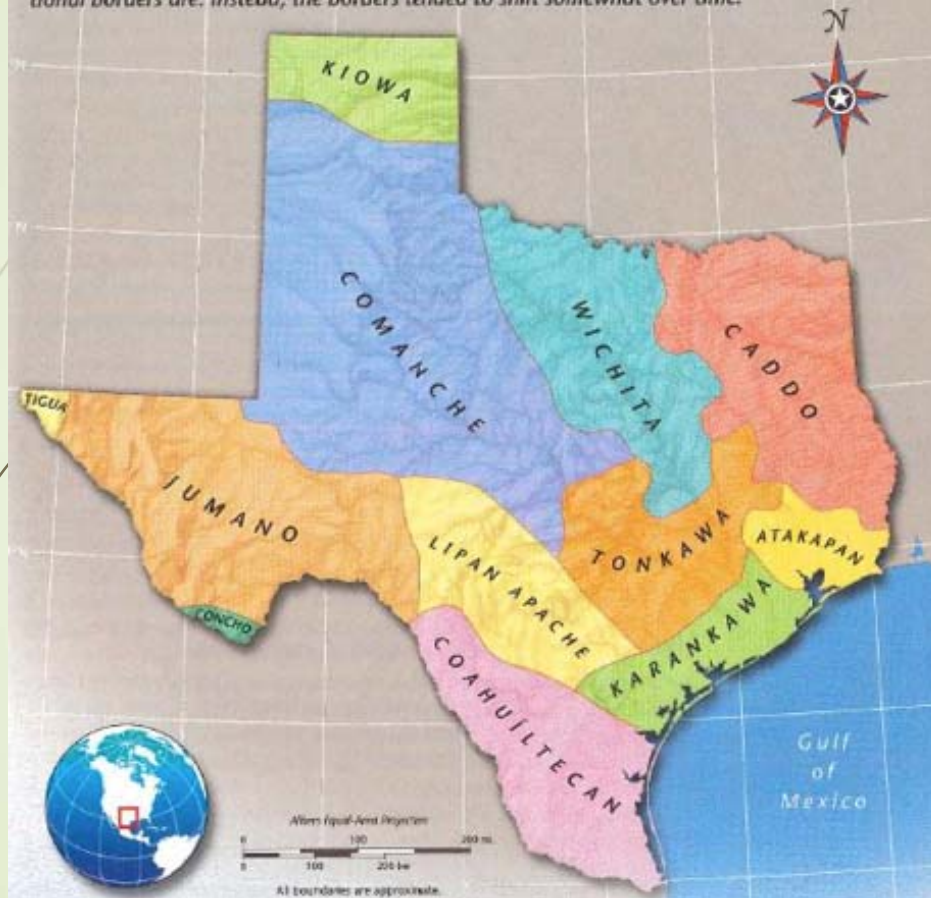 tional borders are. Instead, the borders tended to shift somewhat over time.
N
KIOWA
N
N
COMANCHE
WICHITA
CADDO
TIGUA
JUMANO
LIPAN APACHE
TONKAWA
ATAKAPAN
N
CONCHO
KARANKAWA
COAHUILTECAN
Gulf
of
Mexico
Albers Equal-Area Projection
0 100 200 mi.
0 100 200 km
All boundaries are approximate.